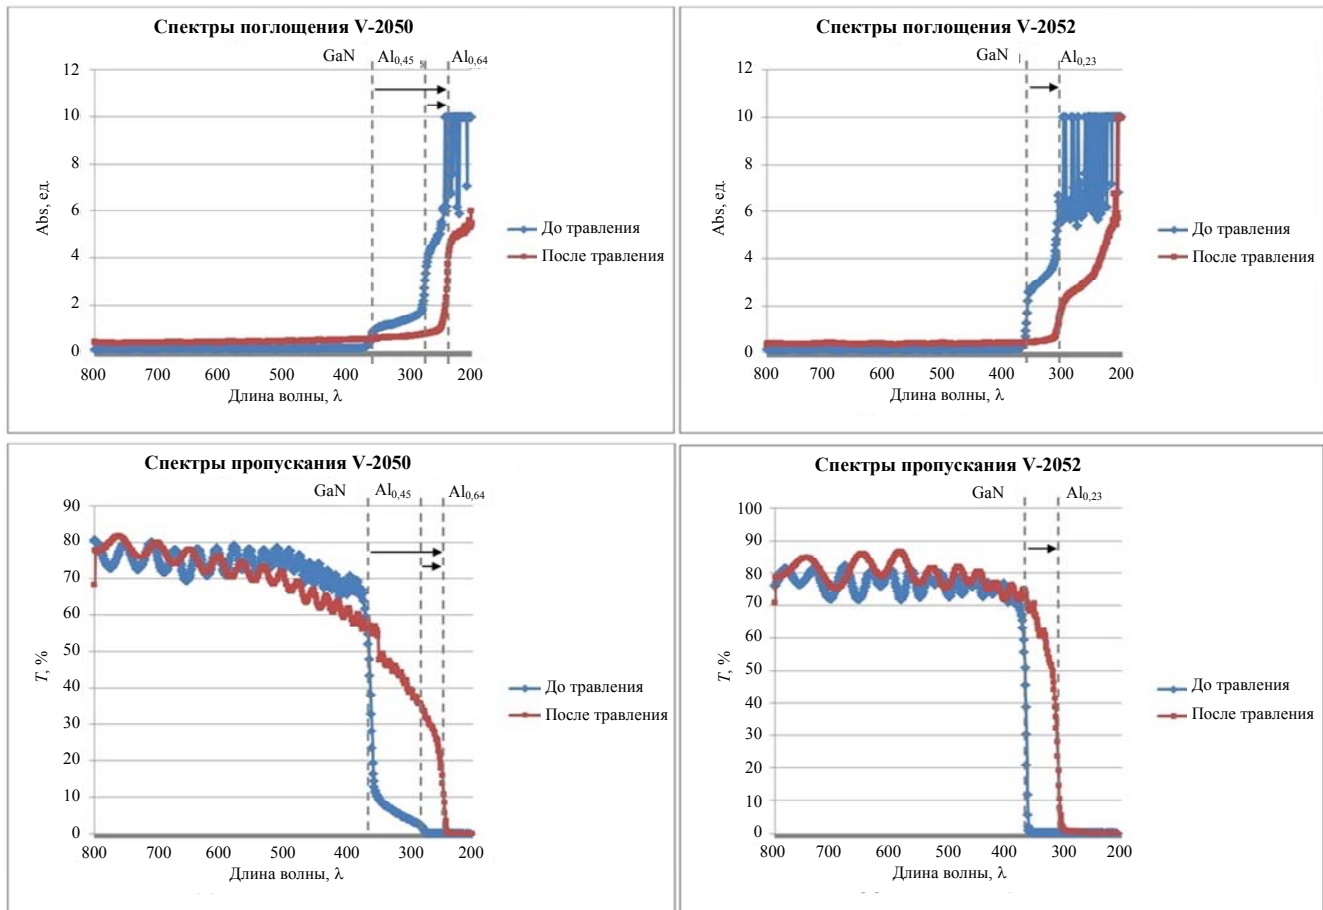 Спектры поглощения V-2050
GaN Al0,45 Al0,64
12
10
8
6
4
2
0
Abs, ед.
800 700 600 500 400 300 200
Длина волны, λ
До травления
После травления
Спектры поглощения V-2052
GaN Al0,23
12
10
8
6
4
2
0
Abs, ед.
800 700 600 500 400 300 200
Длина волны, λ
До травления
После травления
Спектры пропускания V-2050
GaN Al0,45 Al0,64
90
80
70
60
50
40
30
20
10
0
T, %
800 700 600 500 400 300 200
Длина волны, λ
До травления
После травления
Спектры пропускания V-2052
GaN Al0,23
100
90
80
70
60
50
40
30
20
10
0
T, %
800 700 600 500 400 300 200
Длина волны, λ
До травления
После травления